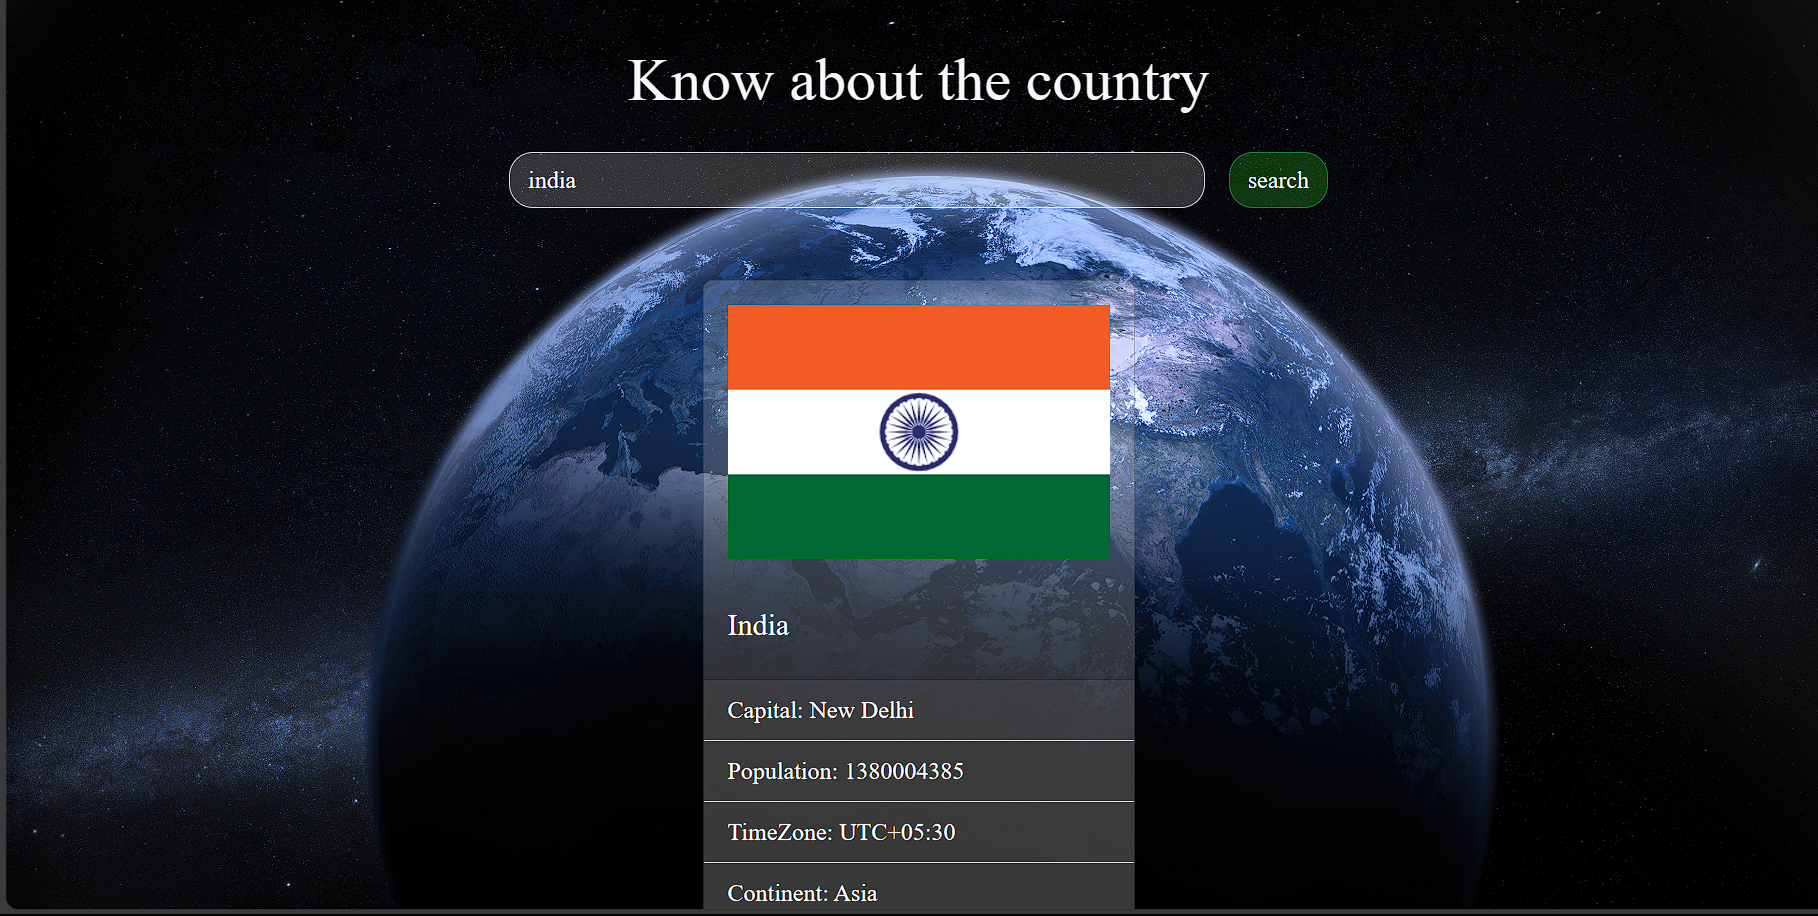 Know about the country
india
search
India
Capital: New Delhi
Population: 1380004385
TimeZone: UTC+05:30
Continent: Asia